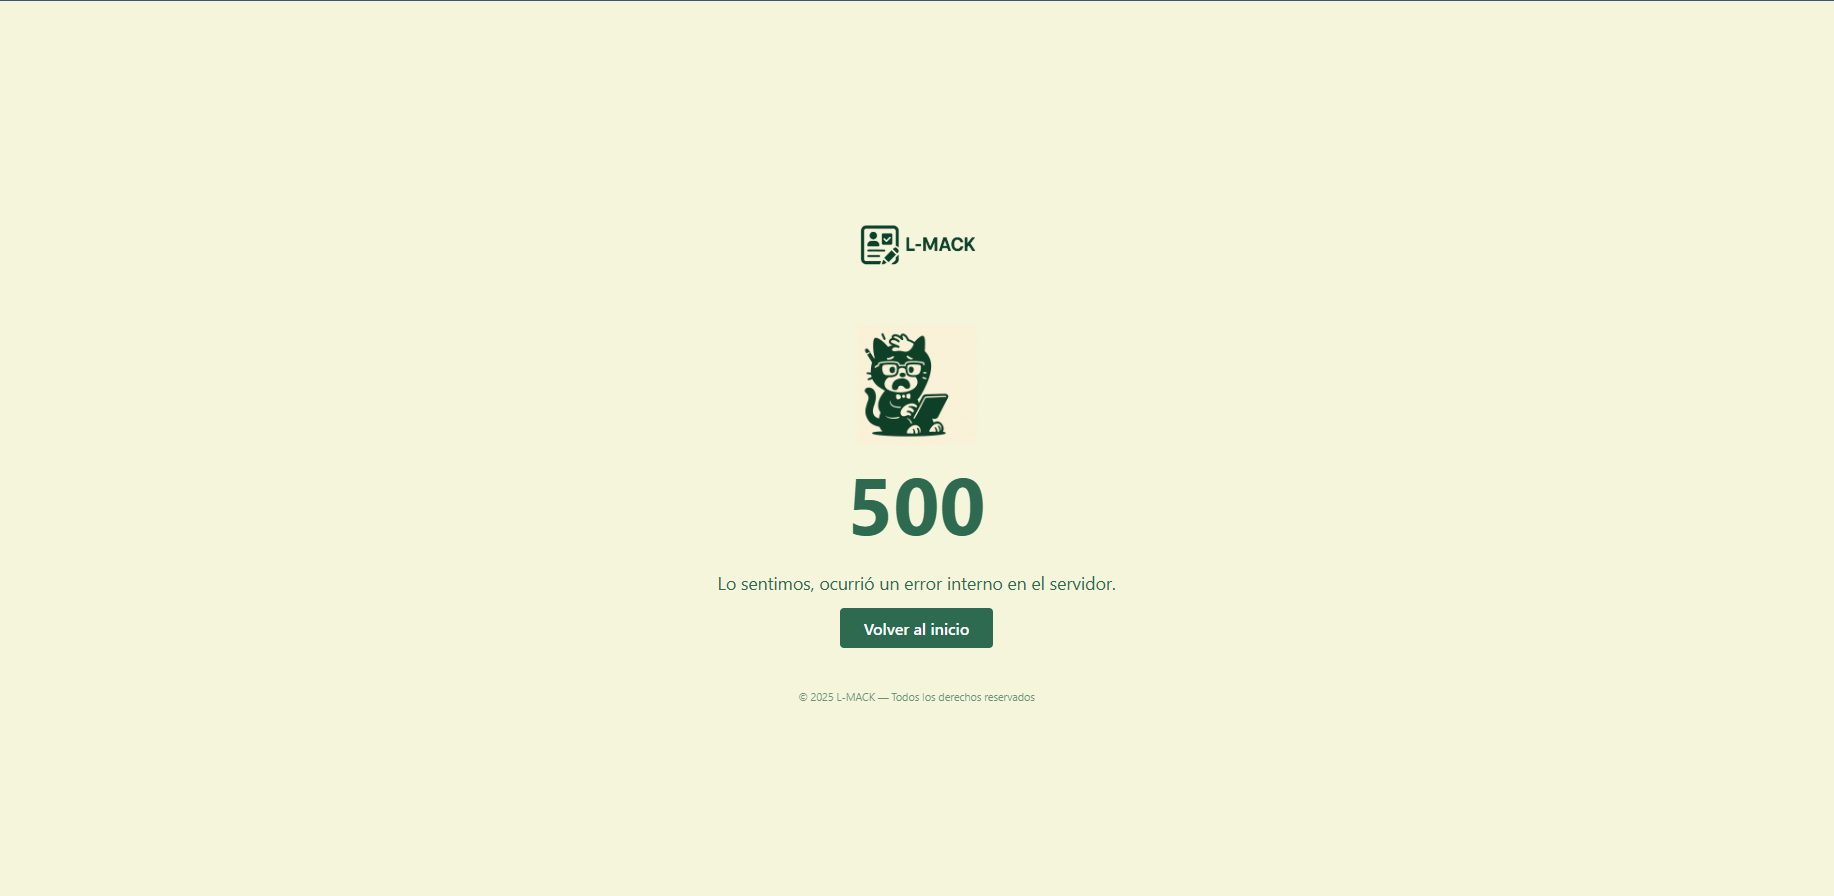 L-MACK
500
Lo sentimos, ocurrió un error interno en el servidor.
Volver al inicio
© 2025 L-MACK — Todos los derechos reservados